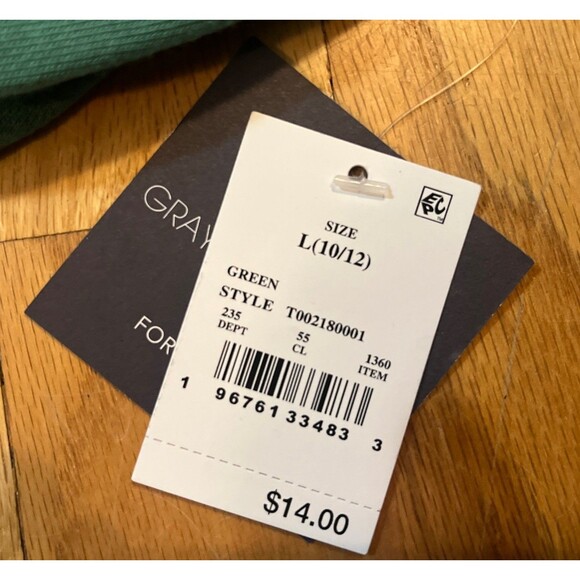 GRAY
FOR
SIZE
L(10/12)
GREEN
STYLE T002180001
235 55 1360
DEPT CL ITEM
1 96761 33483 3
$14.00